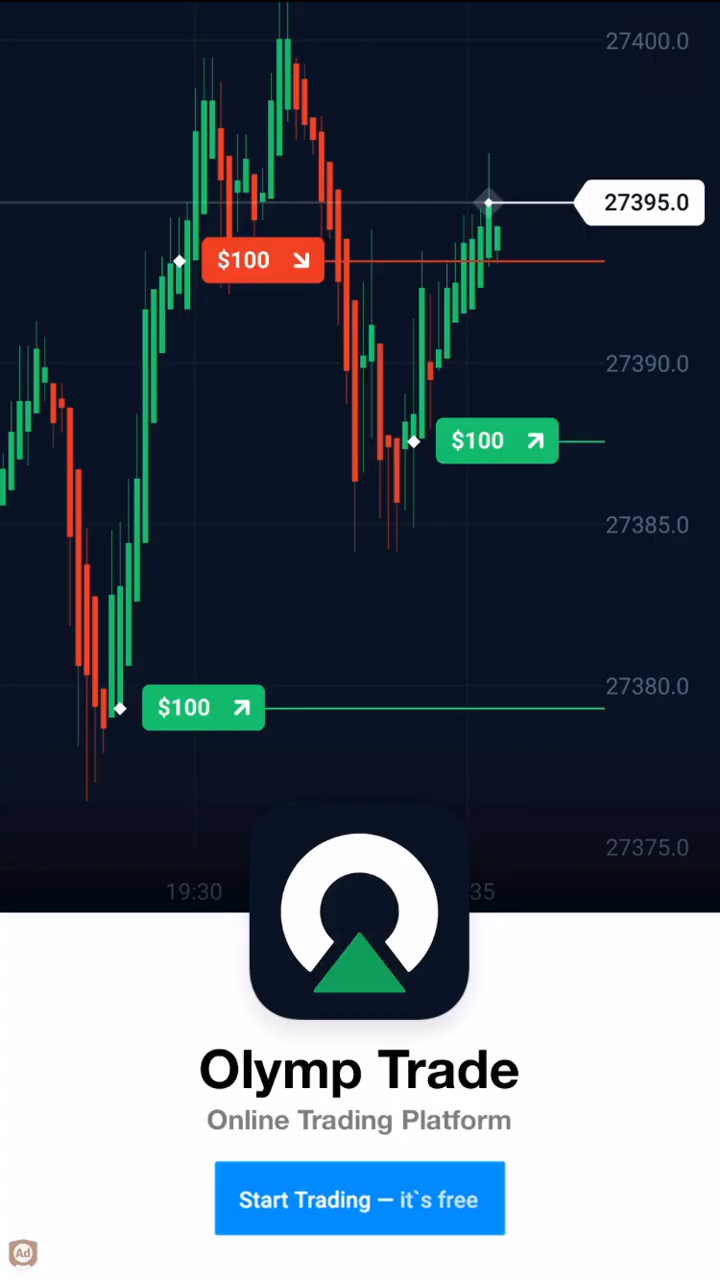 27400.0
27395.0
$100
27390.0
$100
27385.0
27380.0
$100
27375.0
19:30
35
Olymp Trade
Online Trading Platform
Start Trading — it`s free
Ad